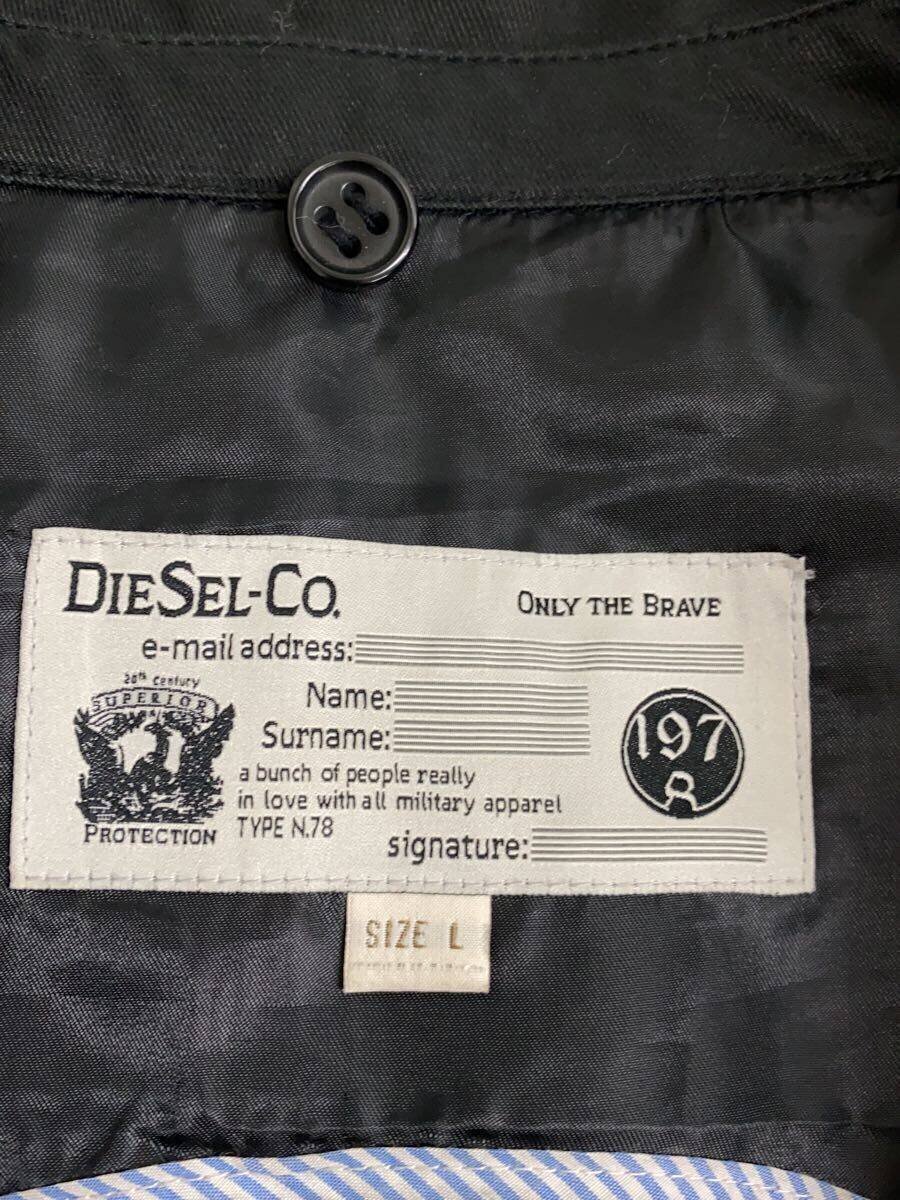 DIESEL-CO.
ONLY THE BRAVE
e-mail address:
20th Century
SUPERIOR
PROTECTION
Name:
Surname:
a bunch of people really
in love with all military apparel
TYPE N.78
signature:
197
8
SIZE L